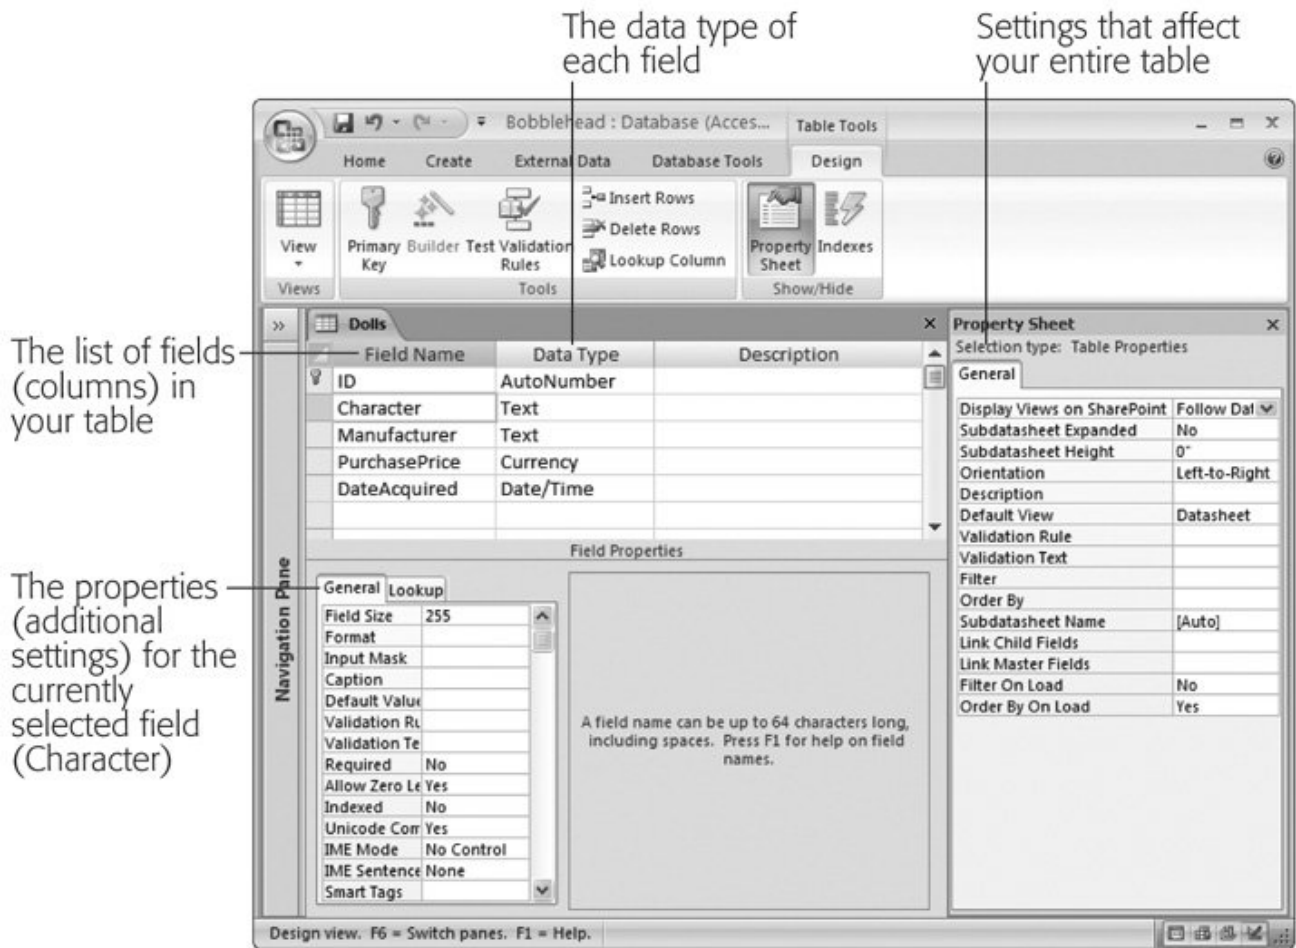 The data type of
each field
Settings that affect
your entire table
Bobblehead : Database (Acces...
Table Tools
Home Create External Data Database Tools Design
View
Primary
Key
Builder
Test Validation
Rules
Insert Rows
Delete Rows
Lookup Column
Property
Sheet
Indexes
Views Tools Show/Hide
The list of fields
(columns) in
your table
The properties
(additional
settings) for the
currently
selected field
(Character)
»
Navigation Pane
Dolls
Field Name Data Type Description
ID AutoNumber
Character Text
Manufacturer Text
PurchasePrice Currency
DateAcquired Date/Time
Field Properties
General Lookup
Field Size 255
Format
Input Mask
Caption
Default Value
Validation Ru
Validation Te
Required No
Allow Zero Le Yes
Indexed No
Unicode Com Yes
IME Mode No Control
IME Sentence None
Smart Tags
A field name can be up to 64 characters long,
including spaces. Press F1 for help on field
names.
Property Sheet
Selection type: Table Properties
General
Display Views on SharePoint Follow Dat
Subdatasheet Expanded No
Subdatasheet Height 0"
Orientation Left-to-Right
Description
Default View Datasheet
Validation Rule
Validation Text
Filter
Order By
Subdatasheet Name [Auto]
Link Child Fields
Link Master Fields
Filter On Load No
Order By On Load Yes
Design view. F6 = Switch panes. F1 = Help.